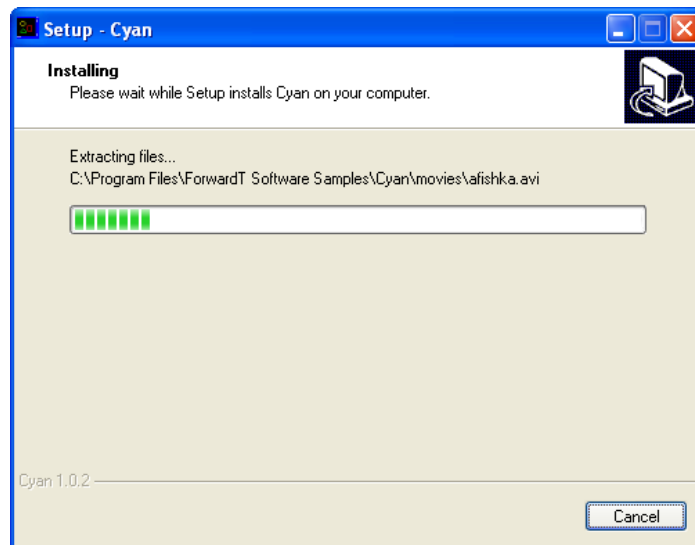 Setup - Cyan
Installing
Please wait while Setup installs Cyan on your computer.
Extracting files...
C:\Program Files\ForwardT Software Samples\Cyan\movies\afishka.avi
Cyan 1.0.2
Cancel